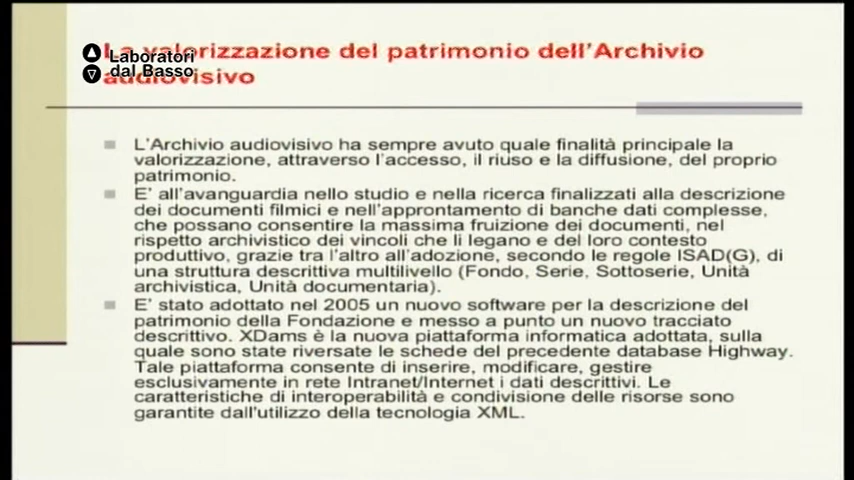 La valorizzazione del patrimonio dell'Archivio
audiovisivo
Laboratori
dal Basso
L'Archivio audiovisivo ha sempre avuto quale finalità principale la
valorizzazione, attraverso l'accesso, il riuso e la diffusione, del proprio
patrimonio.
E' all'avanguardia nello studio e nella ricerca finalizzati alla descrizione
dei documenti filmici e nell'approntamento di banche dati complesse,
che possano consentire la massima fruizione dei documenti, nel
rispetto archivistico dei vincoli che li legano e del loro contesto
produttivo, grazie tra l'altro all'adozione, secondo le regole ISAD(G), di
una struttura descrittiva multilivello (Fondo, Serie, Sottoserie, Unità
archivistica, Unità documentaria).
E' stato adottato nel 2005 un nuovo software per la descrizione del
patrimonio della Fondazione e messo a punto un nuovo tracciato
descrittivo. XDams è la nuova piattaforma informatica adottata, sulla
quale sono state riversate le schede del precedente database Highway.
Tale piattaforma consente di inserire, modificare, gestire
esclusivamente in rete Intranet/Internet i dati descrittivi. Le
caratteristiche di interoperabilità e condivisione delle risorse sono
garantite dall'utilizzo della tecnologia XML.